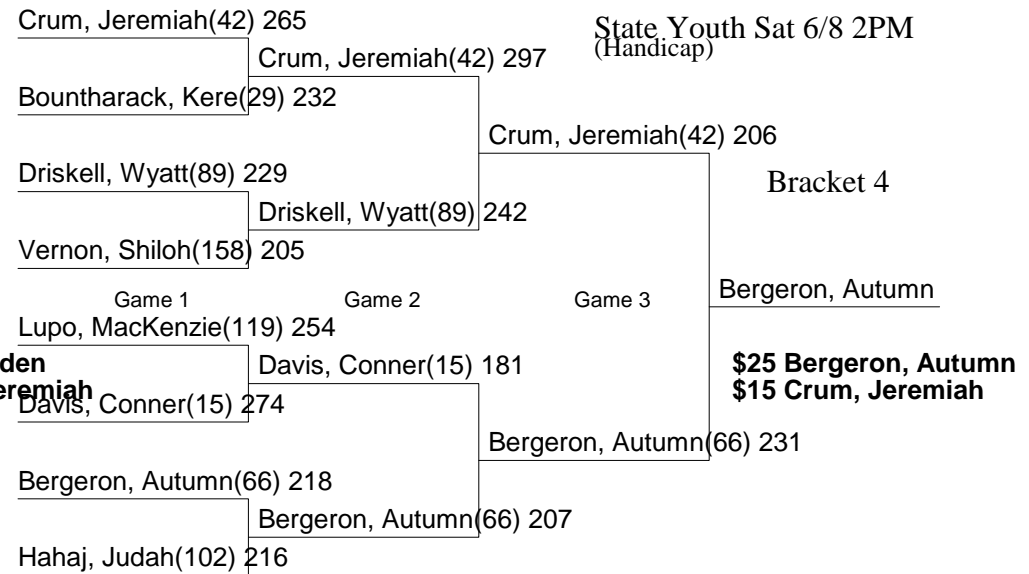 Crum, Jeremiah(42) 265
State Youth Sat 6/8 2PM
(Handicap)
Crum, Jeremiah(42) 297
Bountharack, Kere(29) 232
Crum, Jeremiah(42) 206
Driskell, Wyatt(89) 229
Bracket 4
Driskell, Wyatt(89) 242
Vernon, Shiloh(158) 205
Game 1 Game 2 Game 3
Bergeron, Autumn
Lupo, MacKenzie(119) 254
den
Davis, Conner(15) 181
$25 Bergeron, Autumn
eremiah
$15 Crum, Jeremiah
Davis, Conner(15) 274
Bergeron, Autumn(66) 231
Bergeron, Autumn(66) 218
Bergeron, Autumn(66) 207
Hahaj, Judah(102) 216